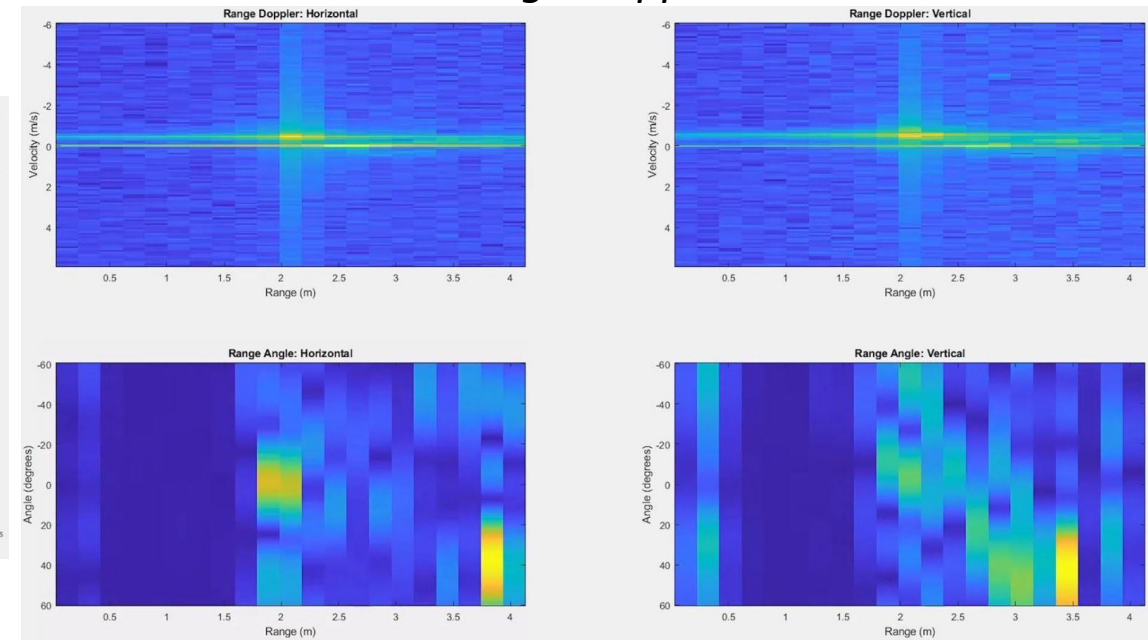 Range Doppler: Horizontal
-6
-4
-2
0
2
4
Velocity (m/s)
0.5 1 1.5 2 2.5 3 3.5 4
Range (m)
Range Doppler: Vertical
-6
-4
-2
0
2
4
Velocity (m/s)
0.5 1 1.5 2 2.5 3 3.5 4
Range (m)
Range Angle: Horizontal
-60
-40
-20
0
20
40
60
Angle (degrees)
0.5 1 1.5 2 2.5 3 3.5 4
Range (m)
Range Angle: Vertical
-60
-40
-20
0
20
40
60
Angle (degrees)
0.5 1 1.5 2 2.5 3 3.5 4
Range (m)